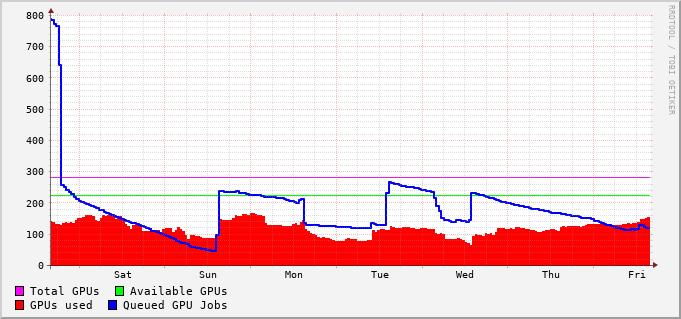 800
700
600
500
400
300
200
100
0
Sat Sun Mon Tue Wed Thu Fri
Total GPUs Available GPUs
GPUs used Queued GPU Jobs
RRDTOOL / TOBI OETIKER